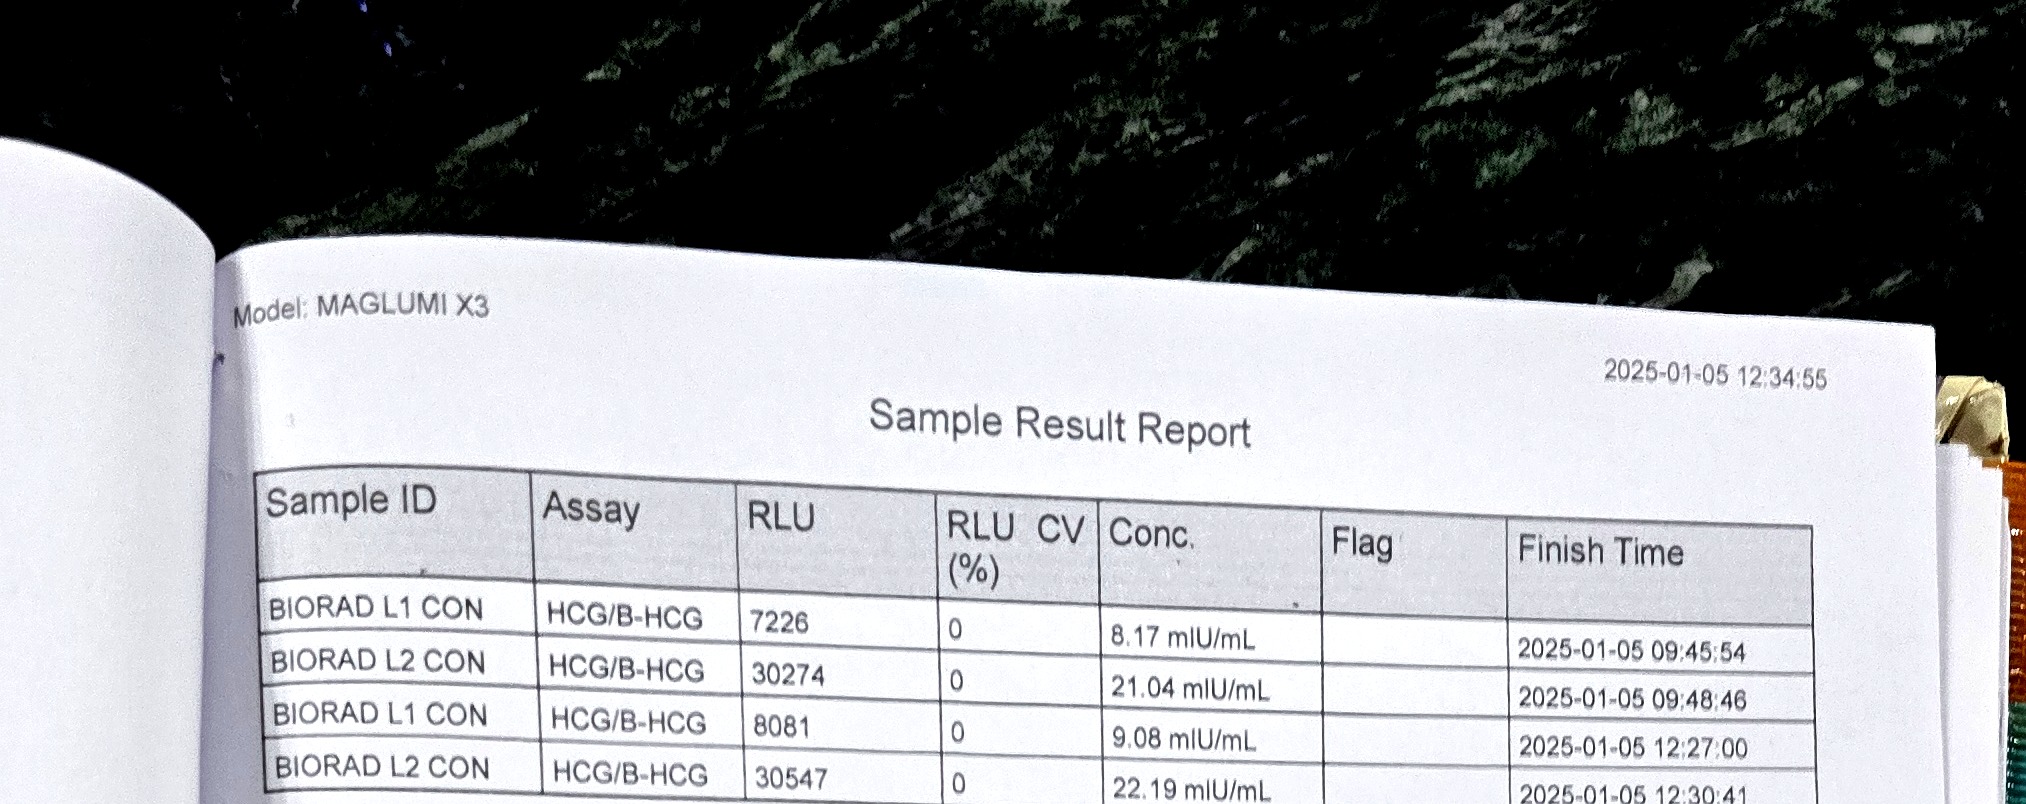 Model: MAGLUMI X3
2025-01-05 12:34:55
Sample Result Report
Sample ID Assay RLU RLU CV (%) Conc. Flag Finish Time
BIORAD L1 CON HCG/B-HCG 7226 0 8.17 mIU/mL 2025-01-05 09:45:54
BIORAD L2 CON HCG/B-HCG 30274 0 21.04 mIU/mL 2025-01-05 09:48:46
BIORAD L1 CON HCG/B-HCG 8081 0 9.08 mIU/mL 2025-01-05 12:27:00
BIORAD L2 CON HCG/B-HCG 30547 0 22.19 mIU/mL 2025-01-05 12:30:41